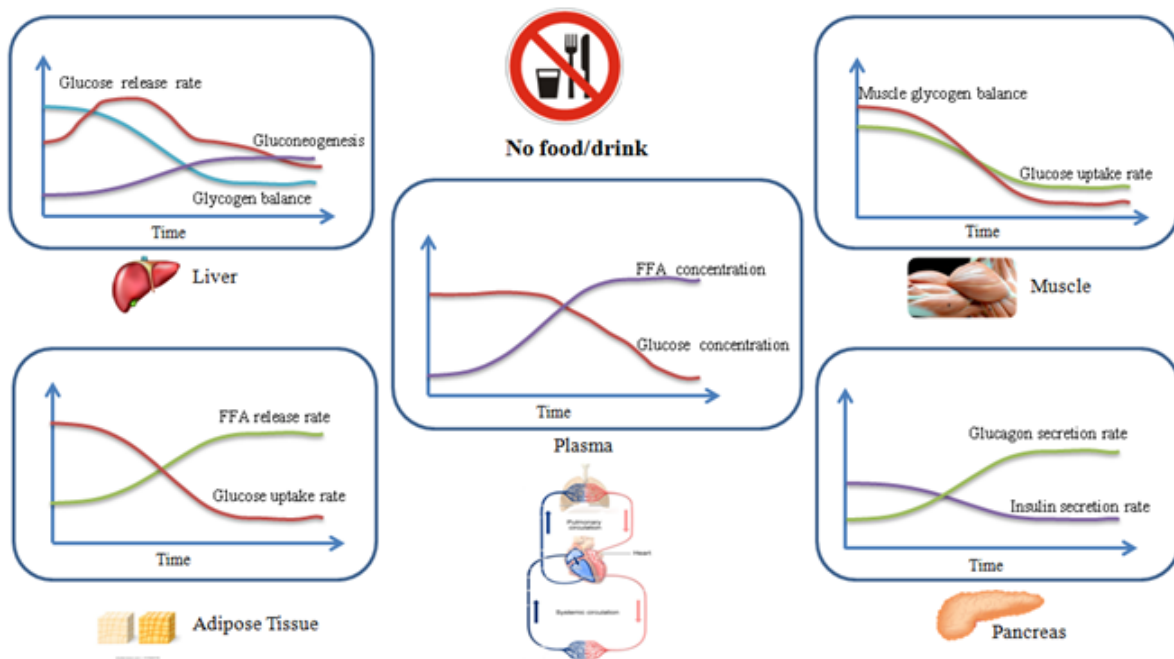 Glucose release rate
Gluconeogenesis
Glycogen balance
Time
Liver
No food/drink
Muscle glycogen balance
Glucose uptake rate
Time
Muscle
FFA concentration
Glucose concentration
Time
Plasma
FFA release rate
Glucose uptake rate
Time
Adipose Tissue
Pulmonary
circulation
Heart
Systemic circulation
Glucagon secretion rate
Insulin secretion rate
Time
Pancreas